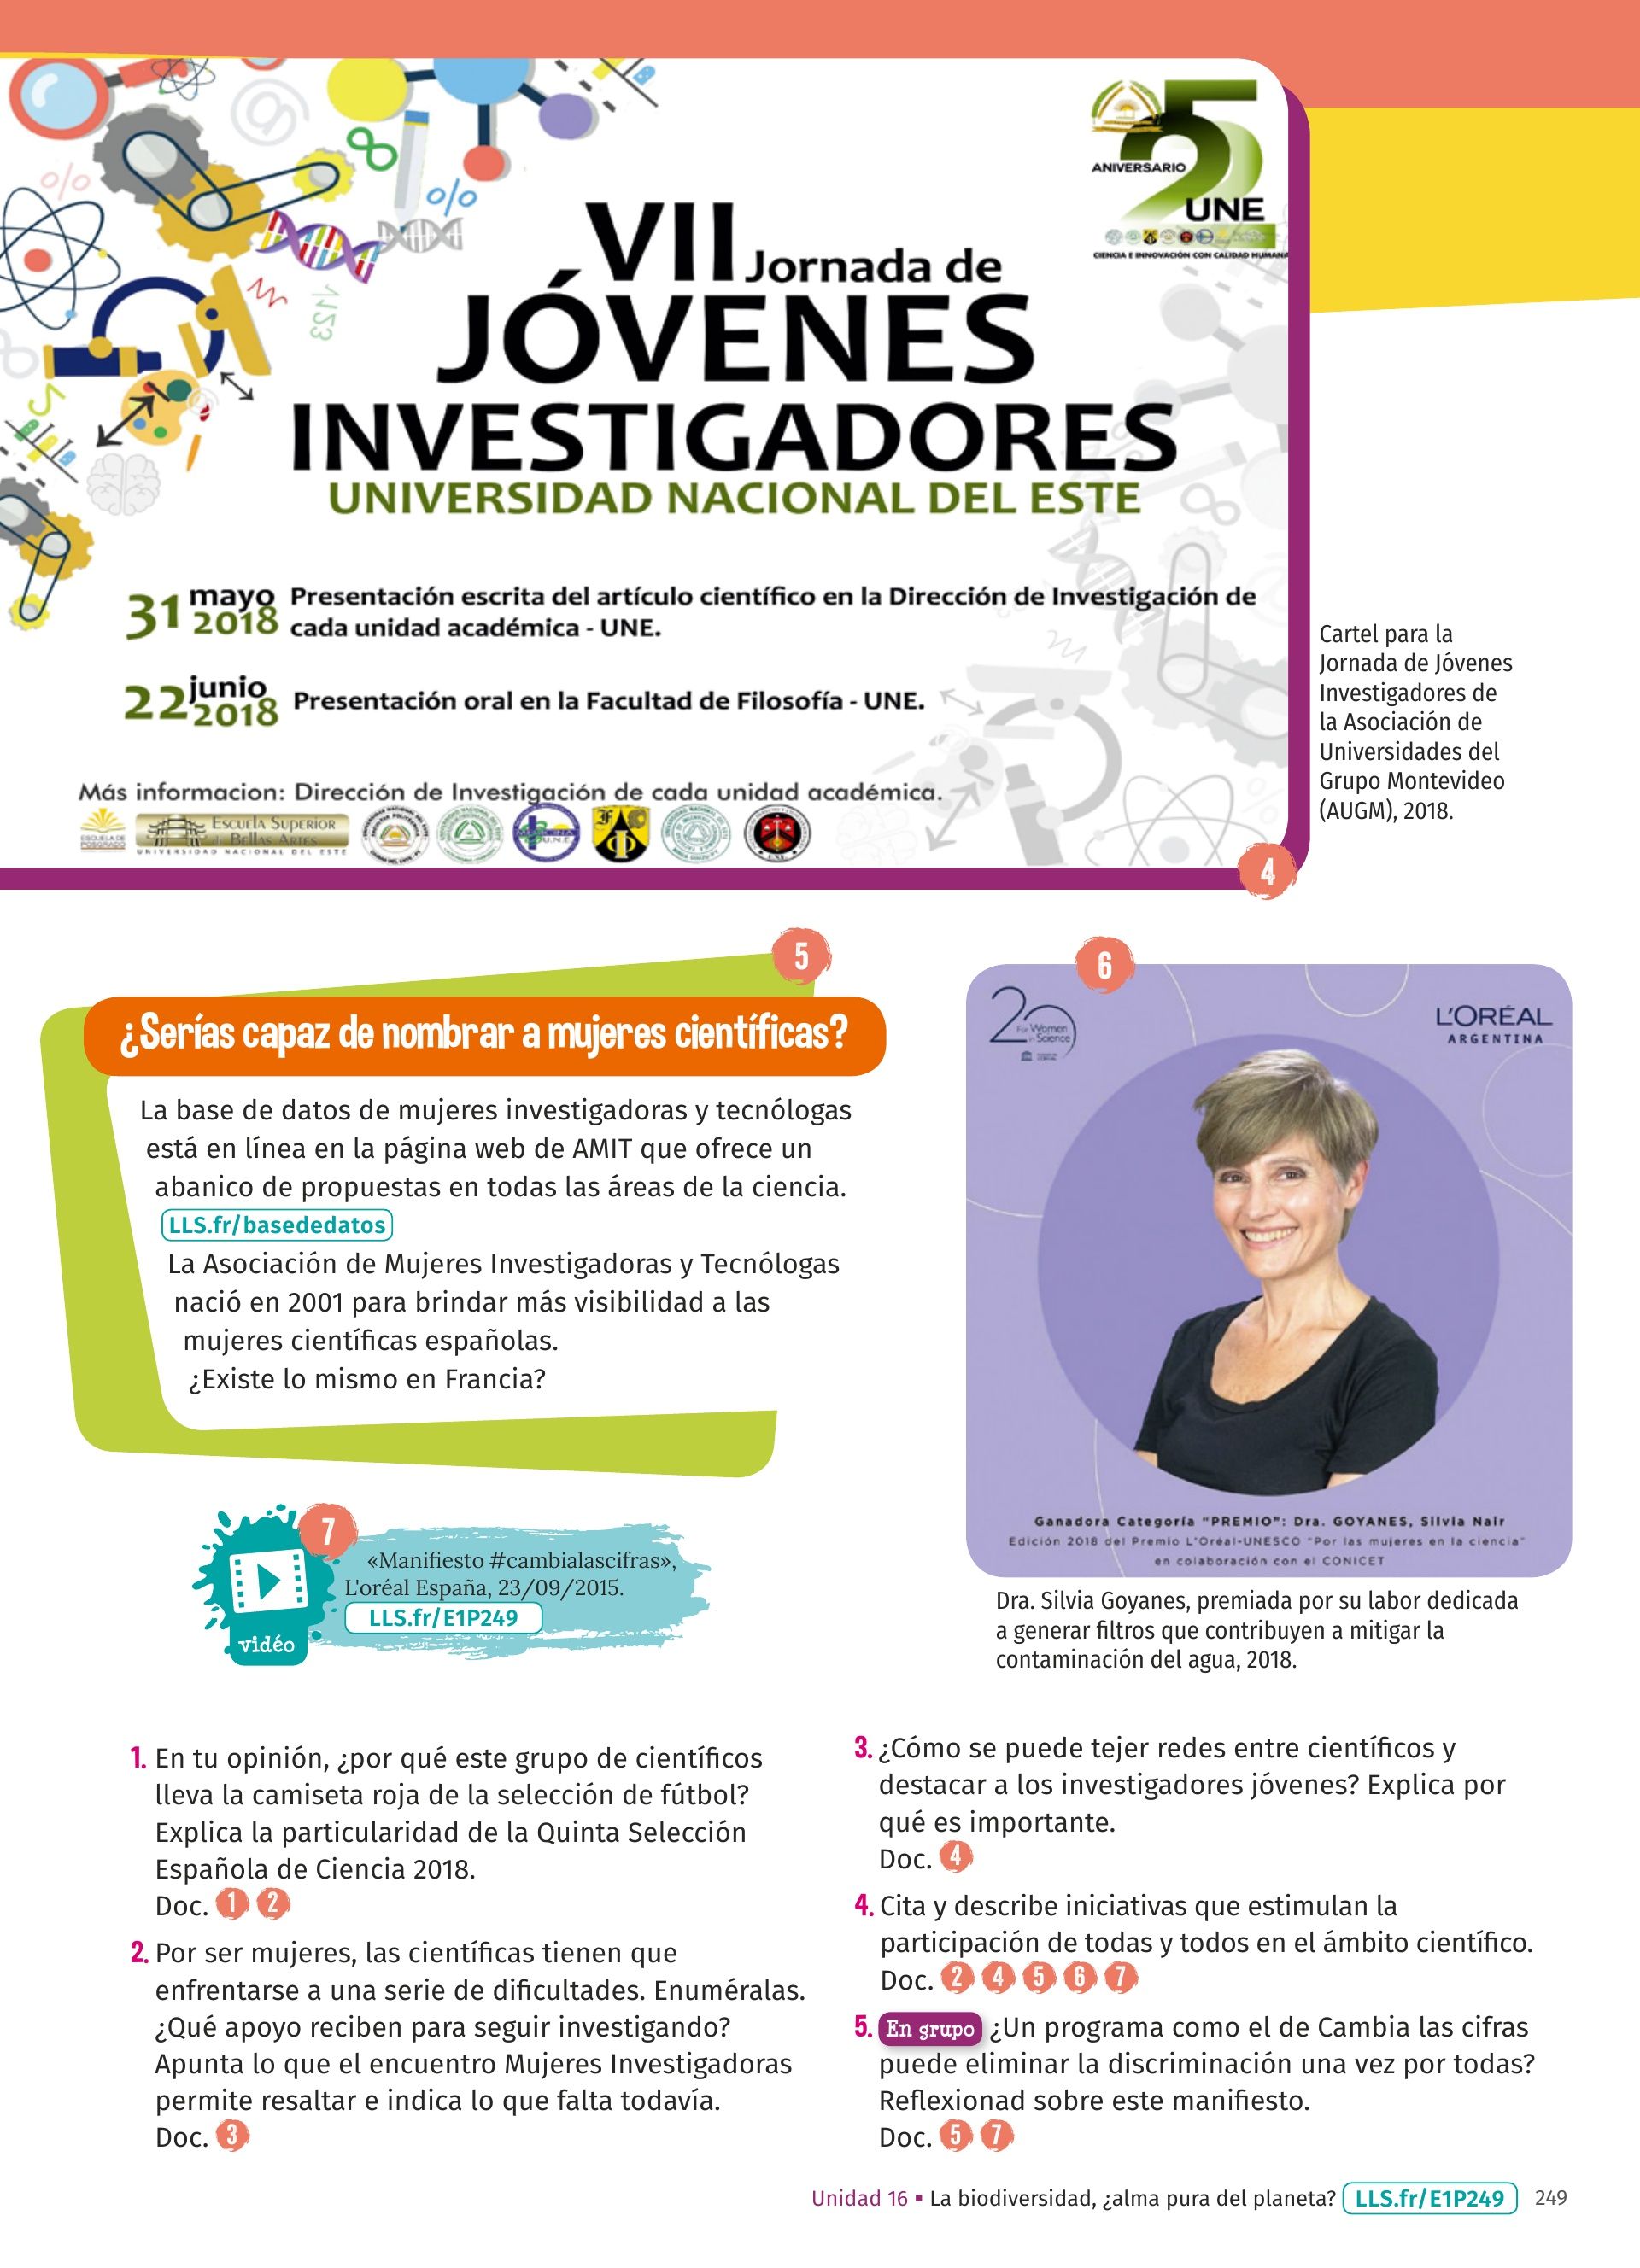 25
ANIVERSARIO
UNE
CIENCIA E INNOVACIÓN CON CALIDAD HUMANA
VII Jornada de
JÓVENES
INVESTIGADORES
UNIVERSIDAD NACIONAL DEL ESTE
31 mayo 2018 Presentación escrita del artículo científico en la Dirección de Investigación de
cada unidad académica - UNE.
22 junio 2018 Presentación oral en la Facultad de Filosofía - UNE.
Más informacion: Dirección de Investigación de cada unidad académica.
ESCUELA DE
POSGRADO
Escuela Superior
de Bellas Artes
UNIVERSIDAD NACIONAL DEL ESTE
4
Cartel para la
Jornada de Jóvenes
Investigadores de
la Asociación de
Universidades del
Grupo Montevideo
(AUGM), 2018.
5
¿Serías capaz de nombrar a mujeres científicas?
La base de datos de mujeres investigadoras y tecnólogas
está en línea en la página web de AMIT que ofrece un
abanico de propuestas en todas las áreas de la ciencia.
LLS.fr/basededatos
La Asociación de Mujeres Investigadoras y Tecnólogas
nació en 2001 para brindar más visibilidad a las
mujeres científicas españolas.
¿Existe lo mismo en Francia?
6
20
For Women
in Science
L'ORÉAL
ARGENTINA
Ganadora Categoría "PREMIO": Dra. GOYANES, Silvia Nair
Edición 2018 del Premio L'Oréal-UNESCO "Por las mujeres en la ciencia"
en colaboración con el CONICET
Dra. Silvia Goyanes, premiada por su labor dedicada
a generar filtros que contribuyen a mitigar la
contaminación del agua, 2018.
7
vidéo
«Manifiesto #cambialascifras»,
L'oréal España, 23/09/2015.
LLS.fr/E1P249
1. En tu opinión, ¿por qué este grupo de científicos
lleva la camiseta roja de la selección de fútbol?
Explica la particularidad de la Quinta Selección
Española de Ciencia 2018.
Doc. 1 2
2. Por ser mujeres, las científicas tienen que
enfrentarse a una serie de dificultades. Enuméralas.
¿Qué apoyo reciben para seguir investigando?
Apunta lo que el encuentro Mujeres Investigadoras
permite resaltar e indica lo que falta todavía.
Doc. 3
3. ¿Cómo se puede tejer redes entre científicos y
destacar a los investigadores jóvenes? Explica por
qué es importante.
Doc. 4
4. Cita y describe iniciativas que estimulan la
participación de todas y todos en el ámbito científico.
Doc. 2 4 5 6 7
5. En grupo ¿Un programa como el de Cambia las cifras
puede eliminar la discriminación una vez por todas?
Reflexionad sobre este manifiesto.
Doc. 5 7
Unidad 16 ▪ La biodiversidad, ¿alma pura del planeta? LLS.fr/E1P249 249